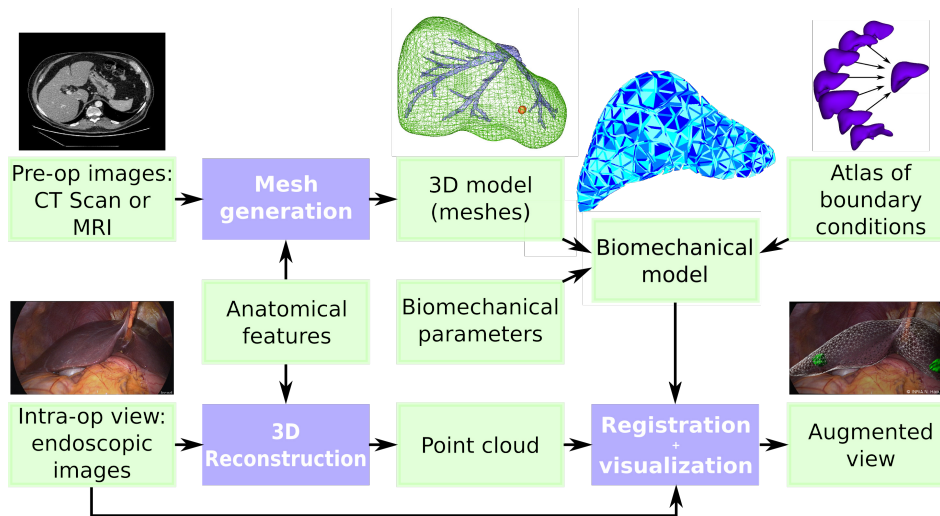 Pre-op images:
CT Scan or
MRI
Mesh
generation
3D model
(meshes)
Atlas of
boundary
conditions
Biomechanical
model
Anatomical
features
Biomechanical
parameters
Intra-op view:
endoscopic
images
3D
Reconstruction
Point cloud
Registration
+
visualization
Augmented
view